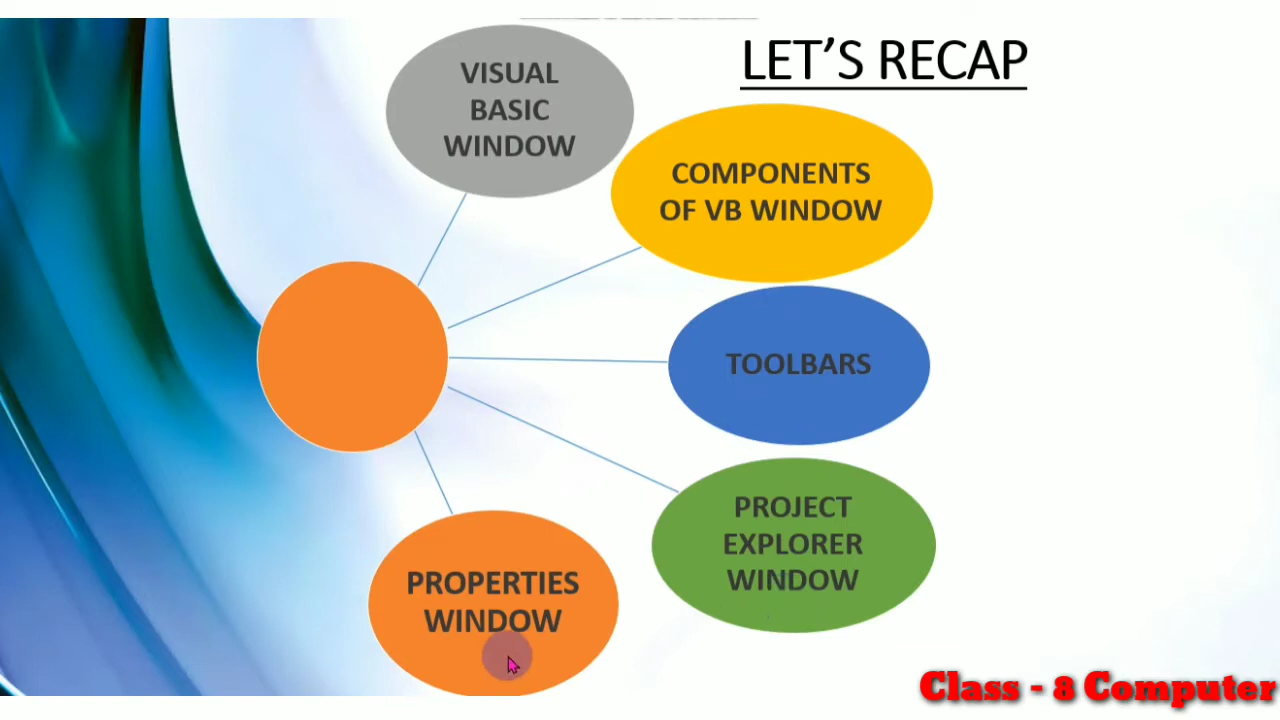 LET'S RECAP
VISUAL
BASIC
WINDOW
COMPONENTS
OF VB WINDOW
TOOLBARS
PROJECT
EXPLORER
WINDOW
PROPERTIES
WINDOW
Class - 8 Computer